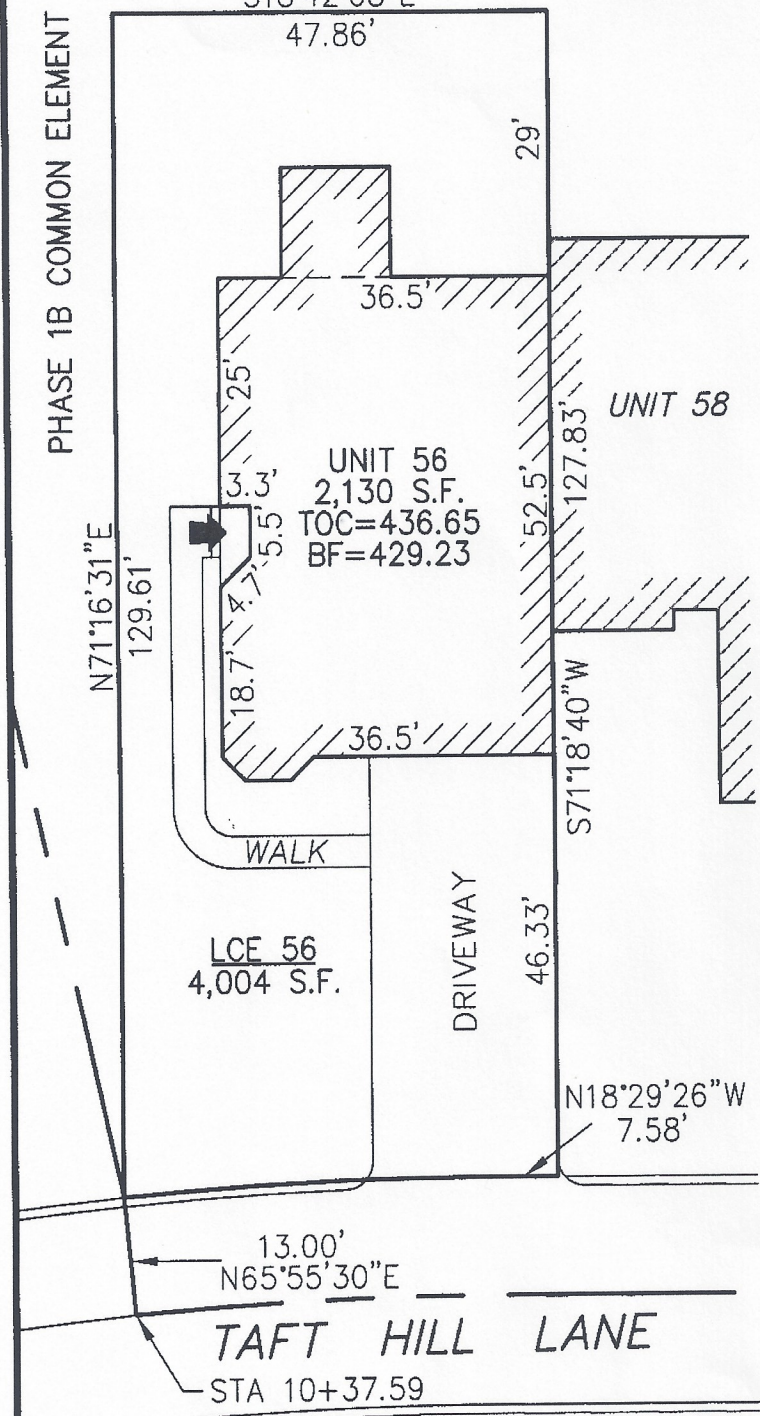 47.86'
PHASE 1B COMMON ELEMENT
29'
36.5'
25'
UNIT 58
127.83'
52.5'
UNIT 56
2,130 S.F.
TOC=436.65
BF=429.23
3.3'
5.5'
4.7'
18.7'
N71°16'31"E
129.61'
36.5'
S71°18'40"W
WALK
DRIVEWAY
46.33'
LCE 56
4,004 S.F.
N18°29'26"W
7.58'
13.00'
N65°55'30"E
TAFT HILL LANE
STA 10+37.59